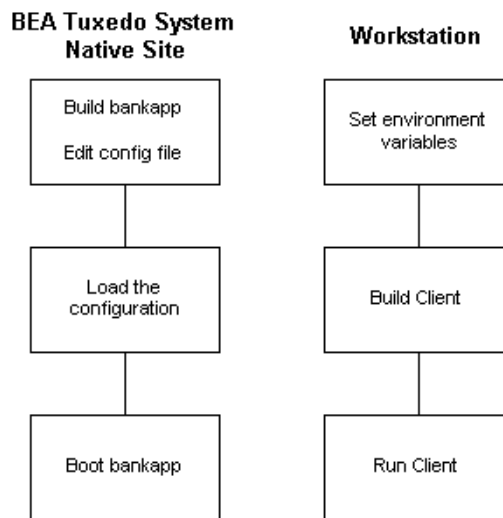 BEA Tuxedo System
Native Site
Build bankapp
Edit config file
Load the
configuration
Boot bankapp
Workstation
Set environment
variables
Build Client
Run Client